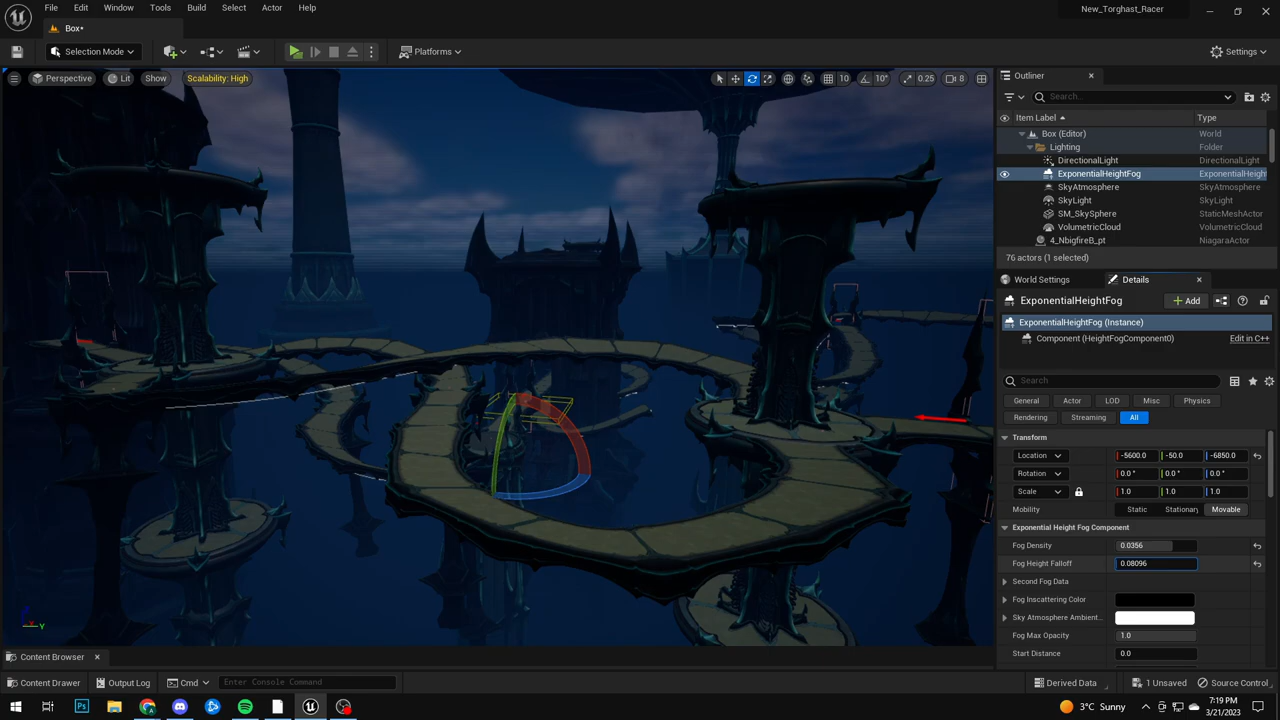 File Edit Window Tools Build Select Actor Help New_Torghast_Racer
Box•
Selection Mode Platforms Settings
Perspective Lit Show Scalability: High 10 10° 0.25 8
Outliner
Search...
Item Label Type
Box (Editor) World
Lighting Folder
DirectionalLight DirectionalLight
ExponentialHeightFog ExponentialHeight
SkyAtmosphere SkyAtmosphere
SkyLight SkyLight
SM_SkySphere StaticMeshActor
VolumetricCloud VolumetricCloud
4_NbigfireB_pt NiagaraActor
76 actors (1 selected)
World Settings Details
ExponentialHeightFog Add
ExponentialHeightFog (Instance)
Component (HeightFogComponent0) Edit in C++
Search
General Actor LOD Misc Physics
Rendering Streaming All
Transform
Location -5600.0 -50.0 -6850.0
Rotation 0.0° 0.0° 0.0°
Scale 1.0 1.0 1.0
Mobility Static Stationary Movable
Exponential Height Fog Component
Fog Density 0.0356
Fog Height Falloff 0.08096
Second Fog Data
Fog Inscattering Color
Sky Atmosphere Ambient...
Fog Max Opacity 1.0
Start Distance 0.0
Z Y
Content Browser
Content Drawer Output Log Cmd Enter Console Command Derived Data 1 Unsaved Source Control
Ps 3°C Sunny 7:19 PM
3/21/2023